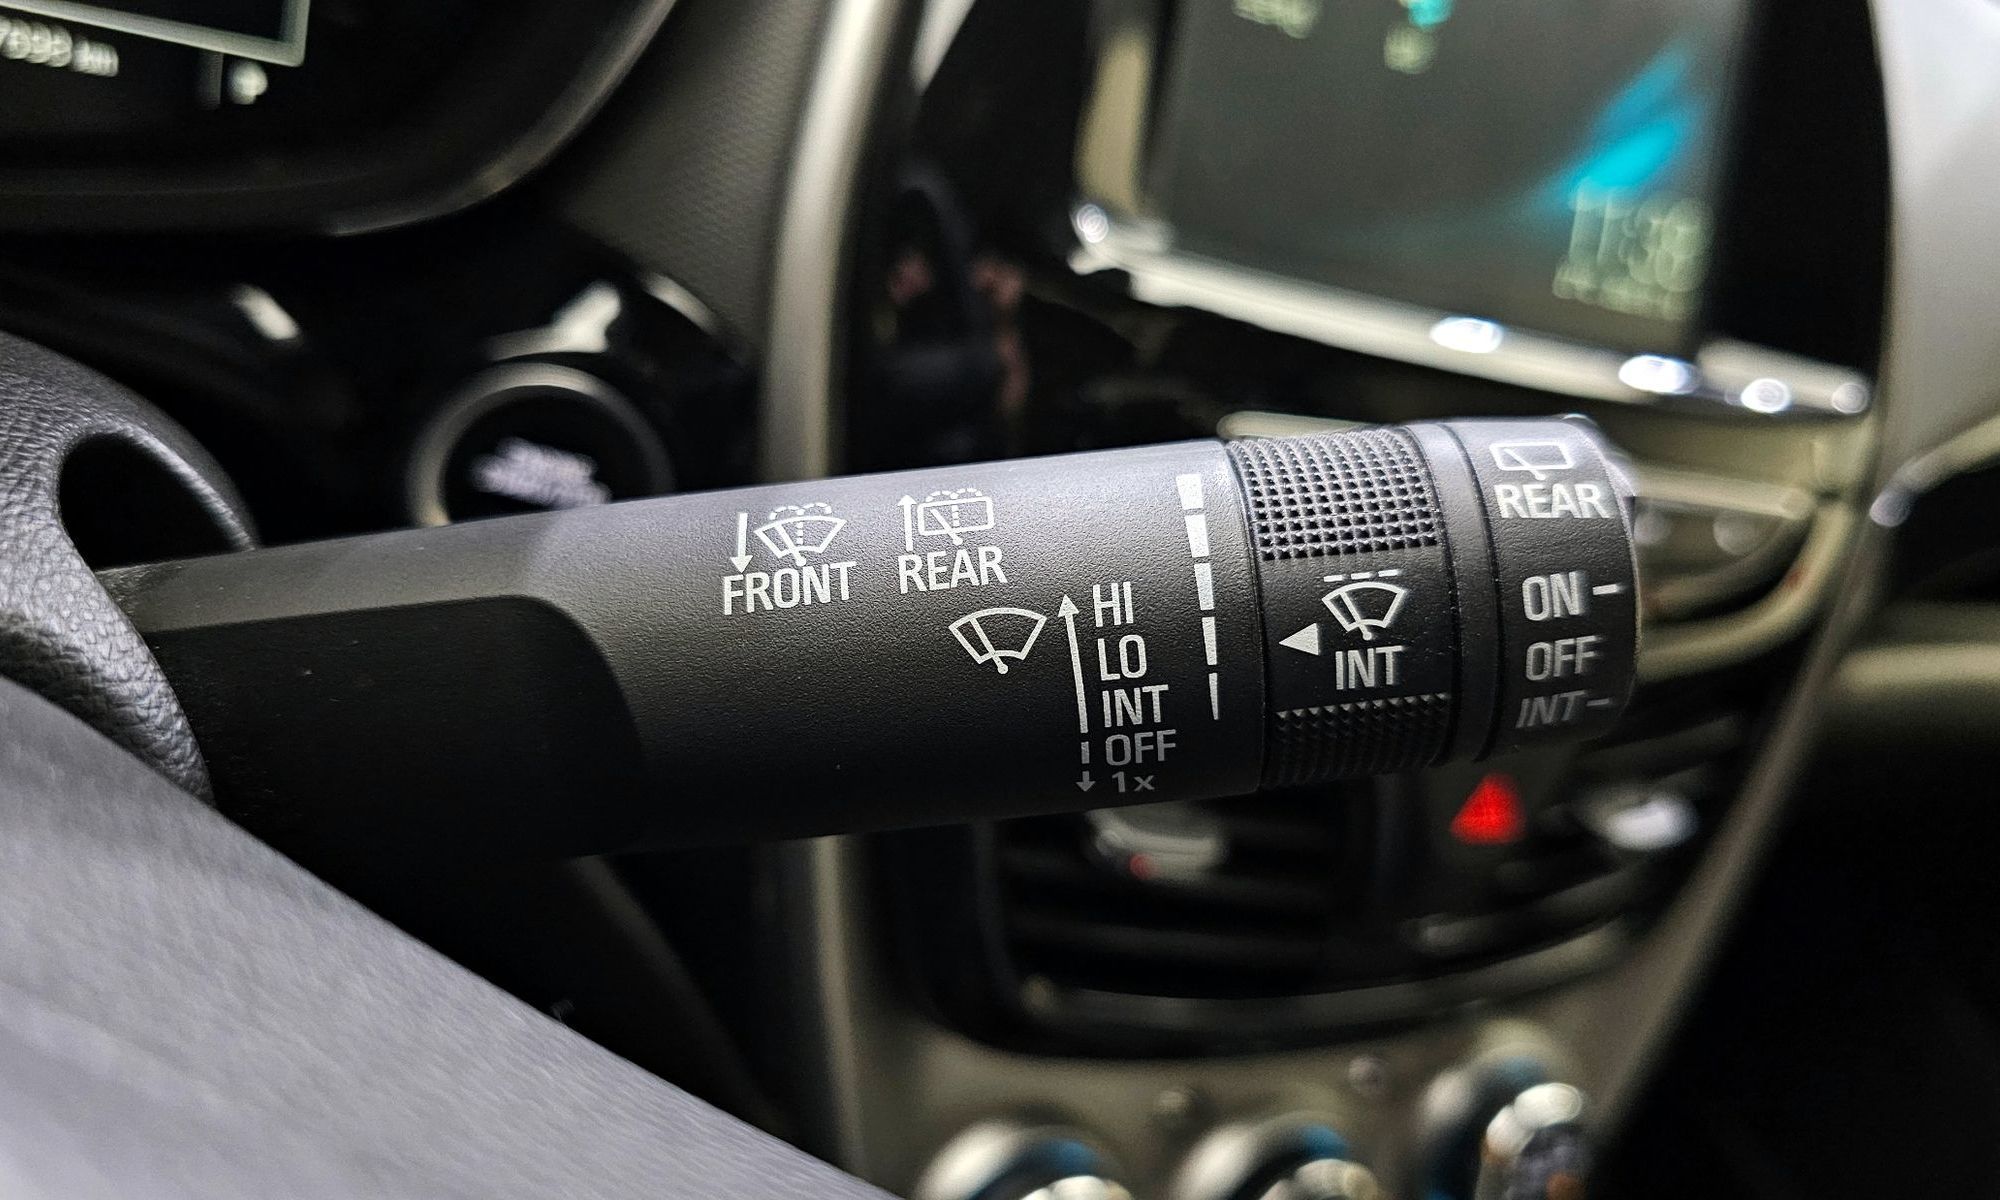 FRONT
REAR
HI
LO
INT
OFF
1x
INT
REAR
ON
OFF
INT